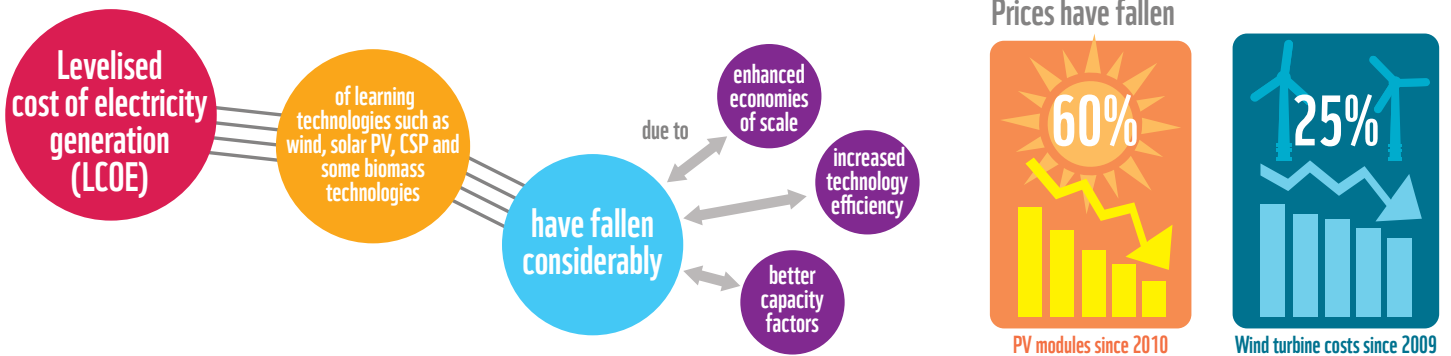 Levelised
cost of electricity
generation
(LCOE)
of learning
technologies such as
wind, solar PV, CSP and
some biomass
technologies
have fallen
considerably
due to
enhanced
economies
of scale
increased
technology
efficiency
better
capacity
factors
Prices have fallen
60%
PV modules since 2010
25%
Wind turbine costs since 2009